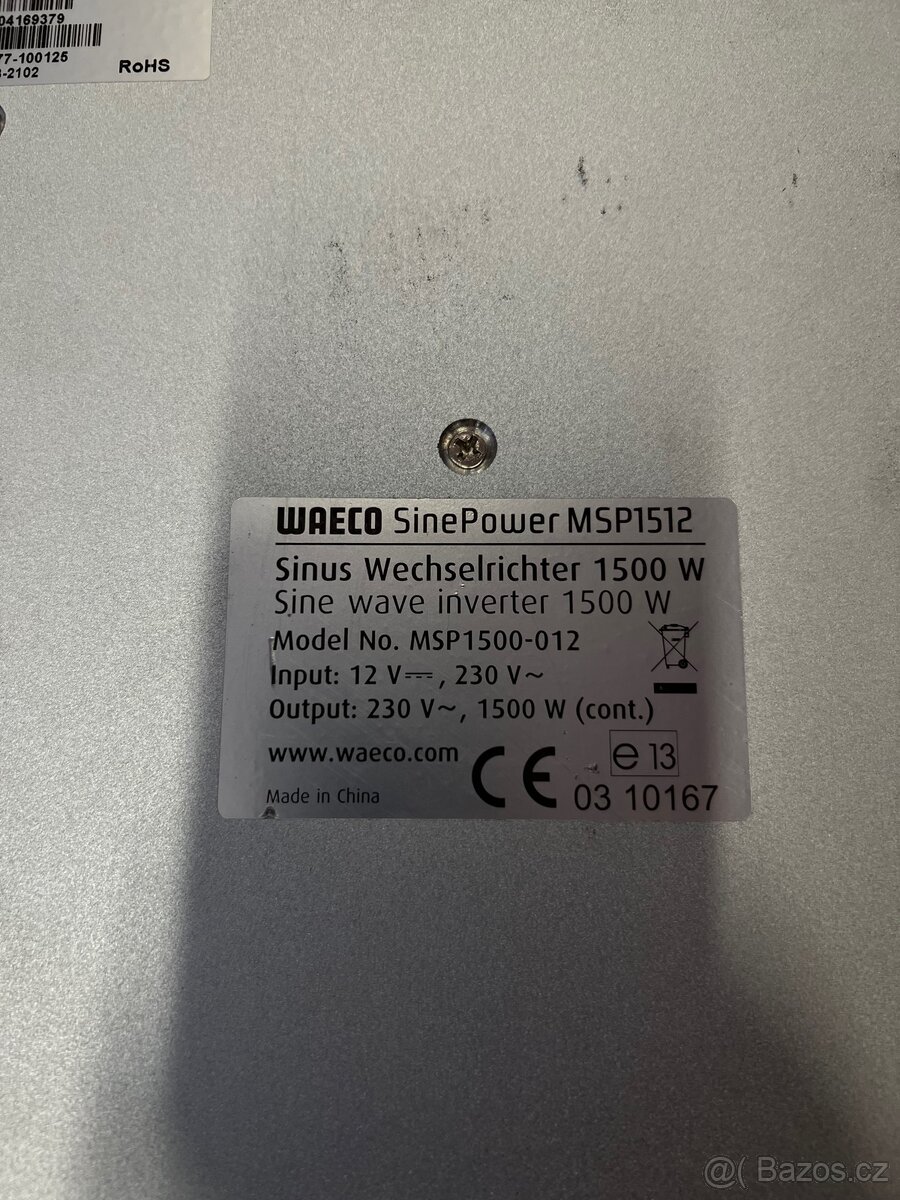 04169379
77-100125
-2102
RoHS
WAECO SinePower MSP1512
Sinus Wechselrichter 1500 W
Sine wave inverter 1500 W
Model No. MSP1500-012
Input: 12 V⎓, 230 V~
Output: 230 V~, 1500 W (cont.)
www.waeco.com
CE
e 13
Made in China
03 10167
@( Bazos.cz